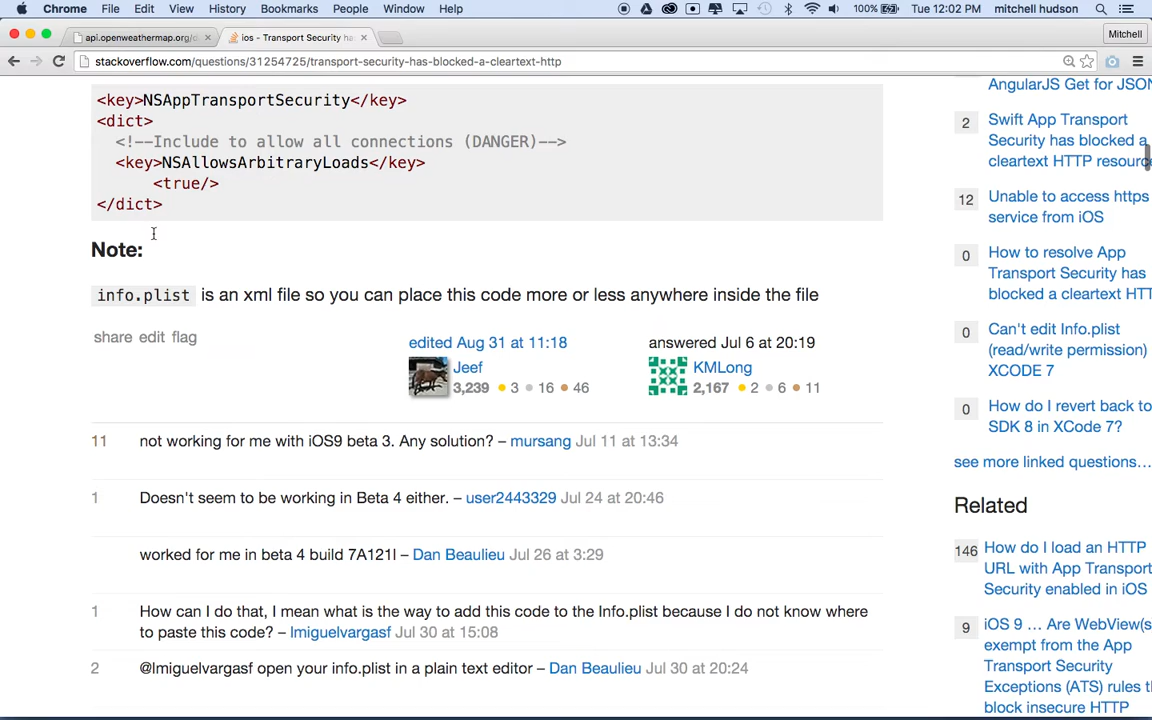 Chrome File Edit View History Bookmarks People Window Help 100% Tue 12:02 PM mitchell hudson
api.openweathermap.org/d × ios - Transport Security ha × Mitchell
stackoverflow.com/questions/31254725/transport-security-has-blocked-a-cleartext-http
<key>NSAppTransportSecurity</key>
<dict>
<!--Include to allow all connections (DANGER)-->
<key>NSAllowsArbitraryLoads</key>
<true/>
</dict>
Note:
info.plist is an xml file so you can place this code more or less anywhere inside the file
share edit flag
edited Aug 31 at 11:18
Jeef
3,239 3 16 46
answered Jul 6 at 20:19
KMLong
2,167 2 6 11
11 not working for me with iOS9 beta 3. Any solution? – mursang Jul 11 at 13:34
1 Doesn't seem to be working in Beta 4 either. – user2443329 Jul 24 at 20:46
worked for me in beta 4 build 7A121l – Dan Beaulieu Jul 26 at 3:29
1 How can I do that, I mean what is the way to add this code to the Info.plist because I do not know where
to paste this code? – lmiguelvargasf Jul 30 at 15:08
2 @lmiguelvargasf open your info.plist in a plain text editor – Dan Beaulieu Jul 30 at 20:24
AngularJS Get for JSON
2 Swift App Transport
Security has blocked a
cleartext HTTP resourc
12 Unable to access https
service from iOS
0 How to resolve App
Transport Security has
blocked a cleartext HTT
0 Can't edit Info.plist
(read/write permission)
XCODE 7
0 How do I revert back to
SDK 8 in XCode 7?
see more linked questions…
Related
146 How do I load an HTTP
URL with App Transport
Security enabled in iOS
9 iOS 9 ... Are WebView(s
exempt from the App
Transport Security
Exceptions (ATS) rules t
block insecure HTTP